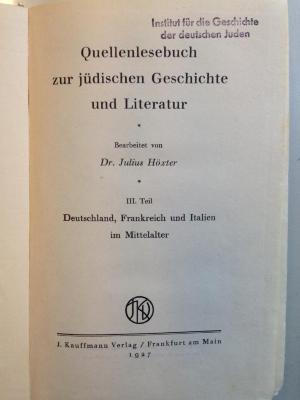 Institut für die Geschichte
der deutschen Juden
Quellenlesebuch
zur jüdischen Geschichte
und Literatur
*
Bearbeitet von
Dr. Julius Höxter
*
III. Teil
Deutschland, Frankreich und Italien
im Mittelalter
J. Kauffmann Verlag / Frankfurt am Main
1927